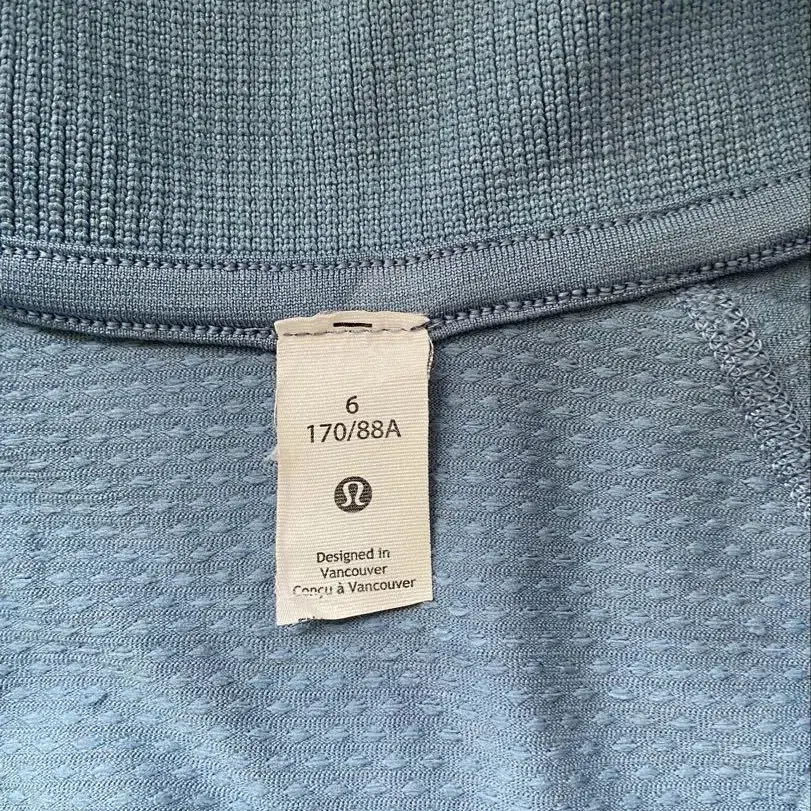 6
170/88A
Designed in
Vancouver
Conçu à Vancouver